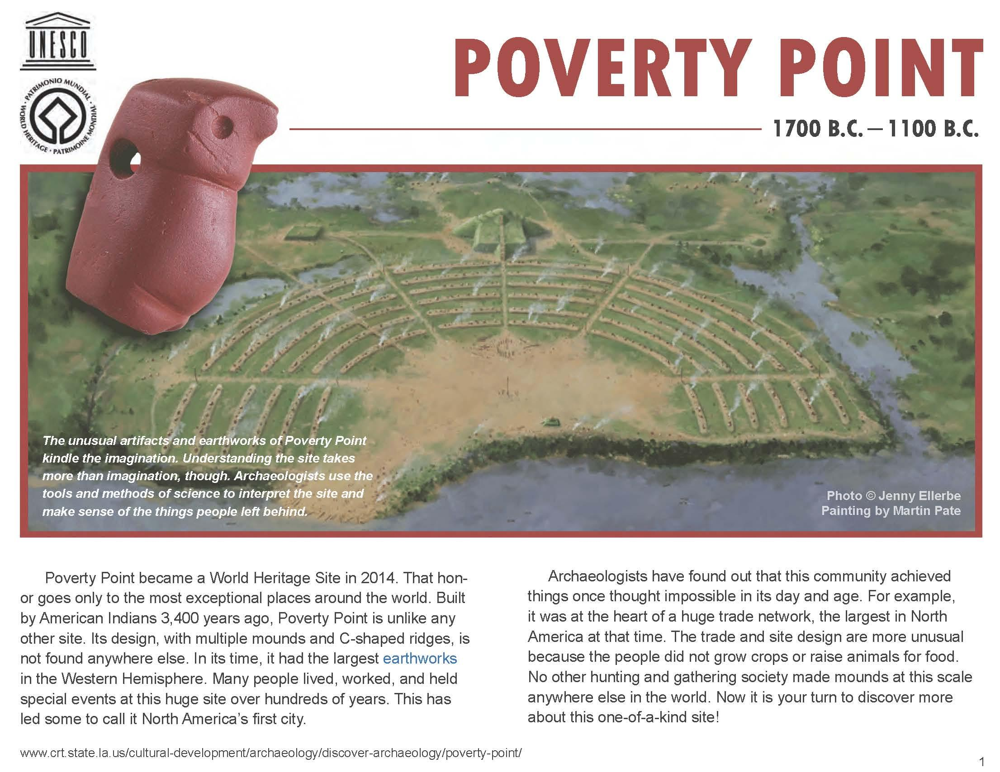 UNESCO
PATRIMONIO MUNDIAL • WORLD HERITAGE • PATRIMOINE MONDIAL •
POVERTY POINT
1700 B.C. — 1100 B.C.
The unusual artifacts and earthworks of Poverty Point
kindle the imagination. Understanding the site takes
more than imagination, though. Archaeologists use the
tools and methods of science to interpret the site and
make sense of the things people left behind.
Photo © Jenny Ellerbe
Painting by Martin Pate
Poverty Point became a World Heritage Site in 2014. That hon-
or goes only to the most exceptional places around the world. Built
by American Indians 3,400 years ago, Poverty Point is unlike any
other site. Its design, with multiple mounds and C-shaped ridges, is
not found anywhere else. In its time, it had the largest earthworks
in the Western Hemisphere. Many people lived, worked, and held
special events at this huge site over hundreds of years. This has
led some to call it North America’s first city.
Archaeologists have found out that this community achieved
things once thought impossible in its day and age. For example,
it was at the heart of a huge trade network, the largest in North
America at that time. The trade and site design are more unusual
because the people did not grow crops or raise animals for food.
No other hunting and gathering society made mounds at this scale
anywhere else in the world. Now it is your turn to discover more
about this one-of-a-kind site!
www.crt.state.la.us/cultural-development/archaeology/discover-archaeology/poverty-point/
1